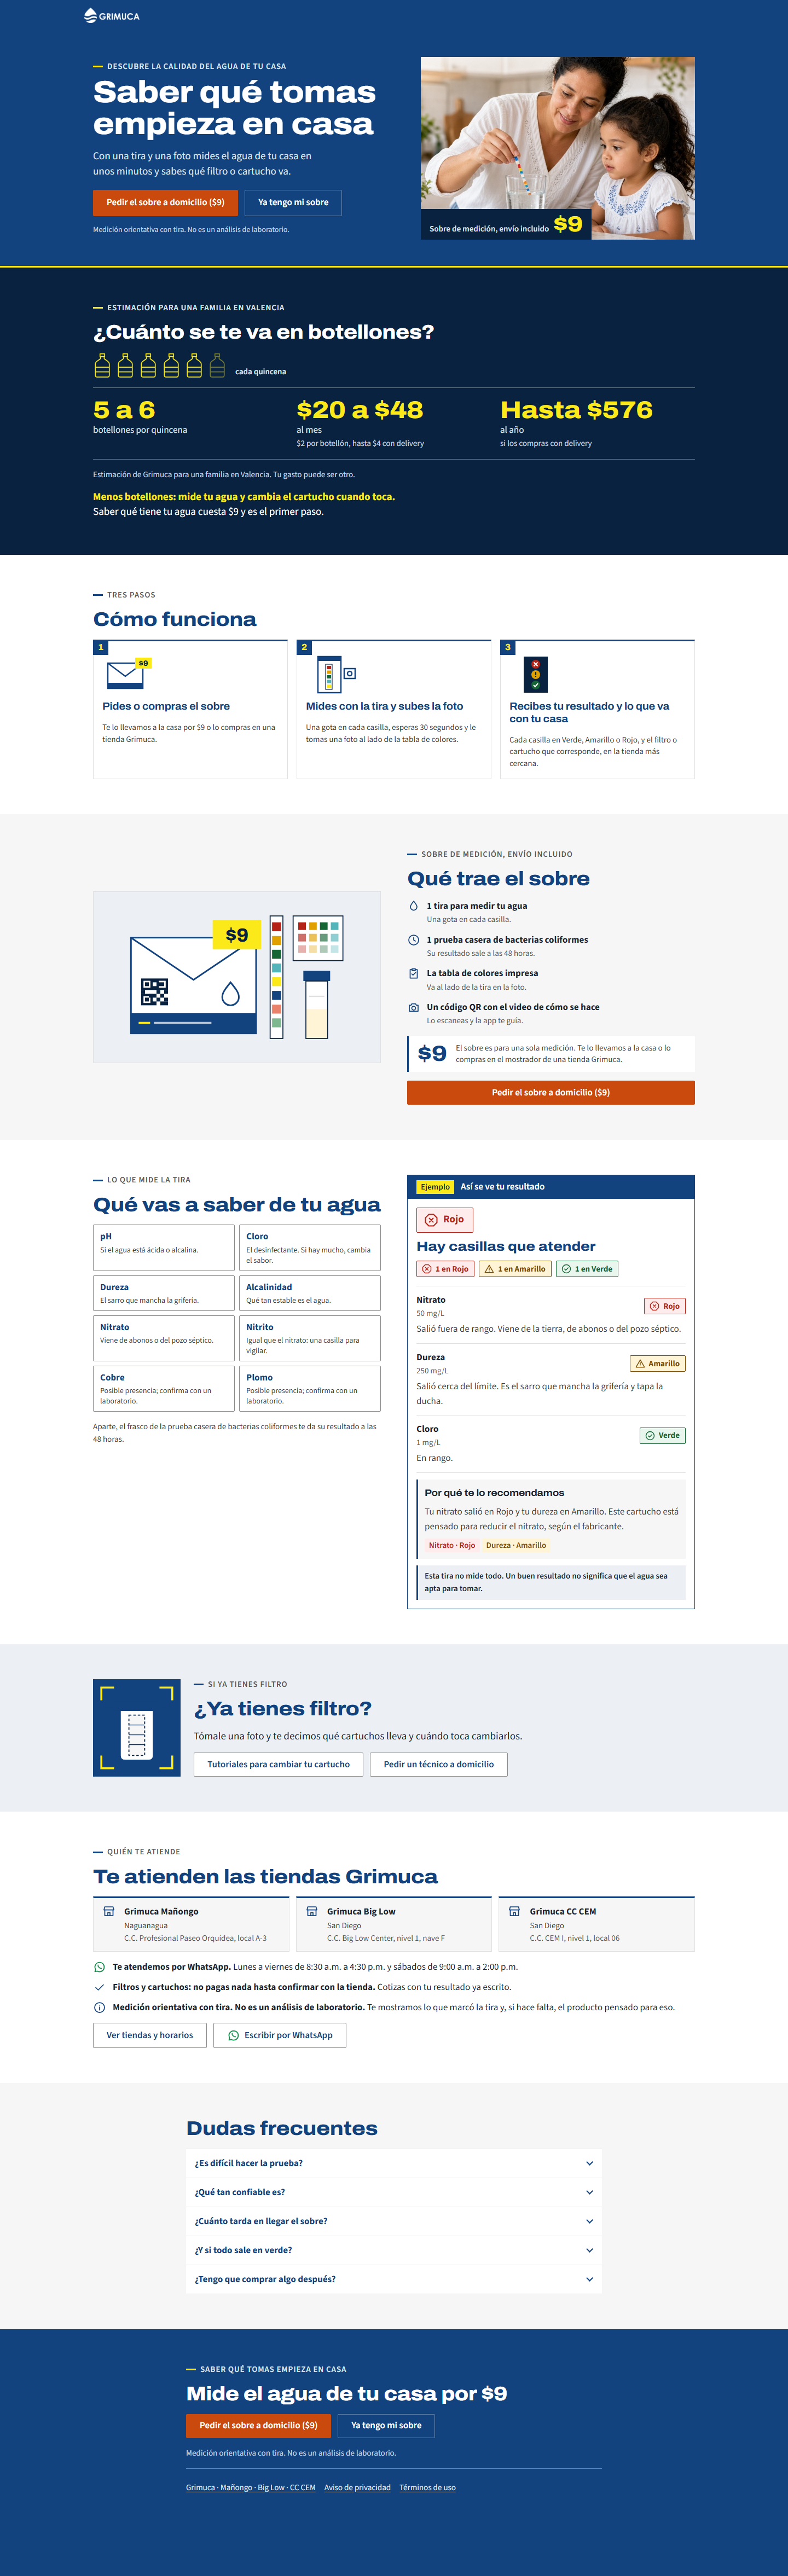 GRIMUCA
DESCUBRE LA CALIDAD DEL AGUA DE TU CASA
Saber qué tomas
empieza en casa
Con una tira y una foto mides el agua de tu casa en
unos minutos y sabes qué filtro o cartucho va.
Pedir el sobre a domicilio ($9)
Ya tengo mi sobre
Medición orientativa con tira. No es un análisis de laboratorio.
Sobre de medición, envío incluido $9
ESTIMACIÓN PARA UNA FAMILIA EN VALENCIA
¿Cuánto se te va en botellones?
cada quincena
5 a 6
botellones por quincena
$20 a $48
al mes
$2 por botellón, hasta $4 con delivery
Hasta $576
al año
si los compras con delivery
Estimación de Grimuca para una familia en Valencia. Tu gasto puede ser otro.
Menos botellones: mide tu agua y cambia el cartucho cuando toca.
Saber qué tiene tu agua cuesta $9 y es el primer paso.
TRES PASOS
Cómo funciona
1
$9
Pides o compras el sobre
Te lo llevamos a la casa por $9 o lo compras en una
tienda Grimuca.
2
Mides con la tira y subes la foto
Una gota en cada casilla, esperas 30 segundos y le
tomas una foto al lado de la tabla de colores.
3
Recibes tu resultado y lo que va
con tu casa
Cada casilla en Verde, Amarillo o Rojo, y el filtro o
cartucho que corresponde, en la tienda más
cercana.
$9
SOBRE DE MEDICIÓN, ENVÍO INCLUIDO
Qué trae el sobre
1 tira para medir tu agua
Una gota en cada casilla.
1 prueba casera de bacterias coliformes
Su resultado sale a las 48 horas.
La tabla de colores impresa
Va al lado de la tira en la foto.
Un código QR con el video de cómo se hace
Lo escaneas y la app te guía.
$9
El sobre es para una sola medición. Te lo llevamos a la casa o lo
compras en el mostrador de una tienda Grimuca.
Pedir el sobre a domicilio ($9)
LO QUE MIDE LA TIRA
Qué vas a saber de tu agua
pH
Si el agua está ácida o alcalina.
Cloro
El desinfectante. Si hay mucho, cambia
el sabor.
Dureza
El sarro que mancha la grifería.
Alcalinidad
Qué tan estable es el agua.
Nitrato
Viene de abonos o del pozo séptico.
Nitrito
Igual que el nitrato: una casilla para
vigilar.
Cobre
Posible presencia; confirma con un
laboratorio.
Plomo
Posible presencia; confirma con un
laboratorio.
Aparte, el frasco de la prueba casera de bacterias coliformes te da su resultado a las
48 horas.
Ejemplo Así se ve tu resultado
Rojo
Hay casillas que atender
1 en Rojo
1 en Amarillo
1 en Verde
Nitrato
50 mg/L
Rojo
Salió fuera de rango. Viene de la tierra, de abonos o del pozo séptico.
Dureza
250 mg/L
Amarillo
Salió cerca del límite. Es el sarro que mancha la grifería y tapa la
ducha.
Cloro
1 mg/L
Verde
En rango.
Por qué te lo recomendamos
Tu nitrato salió en Rojo y tu dureza en Amarillo. Este cartucho está
pensado para reducir el nitrato, según el fabricante.
Nitrato · Rojo
Dureza · Amarillo
Esta tira no mide todo. Un buen resultado no significa que el agua sea
apta para tomar.
SI YA TIENES FILTRO
¿Ya tienes filtro?
Tómale una foto y te decimos qué cartuchos lleva y cuándo toca cambiarlos.
Tutoriales para cambiar tu cartucho
Pedir un técnico a domicilio
QUIÉN TE ATIENDE
Te atienden las tiendas Grimuca
Grimuca Mañongo
Naguanagua
C.C. Profesional Paseo Orquídea, local A-3
Grimuca Big Low
San Diego
C.C. Big Low Center, nivel 1, nave F
Grimuca CC CEM
San Diego
C.C. CEM I, nivel 1, local 06
Te atendemos por WhatsApp. Lunes a viernes de 8:30 a.m. a 4:30 p.m. y sábados de 9:00 a.m. a 2:00 p.m.
Filtros y cartuchos: no pagas nada hasta confirmar con la tienda. Cotizas con tu resultado ya escrito.
Medición orientativa con tira. No es un análisis de laboratorio. Te mostramos lo que marcó la tira y, si hace falta, el producto pensado para eso.
Ver tiendas y horarios
Escribir por WhatsApp
Dudas frecuentes
¿Es difícil hacer la prueba?
¿Qué tan confiable es?
¿Cuánto tarda en llegar el sobre?
¿Y si todo sale en verde?
¿Tengo que comprar algo después?
SABER QUÉ TOMAS EMPIEZA EN CASA
Mide el agua de tu casa por $9
Pedir el sobre a domicilio ($9)
Ya tengo mi sobre
Medición orientativa con tira. No es un análisis de laboratorio.
Grimuca · Mañongo · Big Low · CC CEM
Aviso de privacidad
Términos de uso